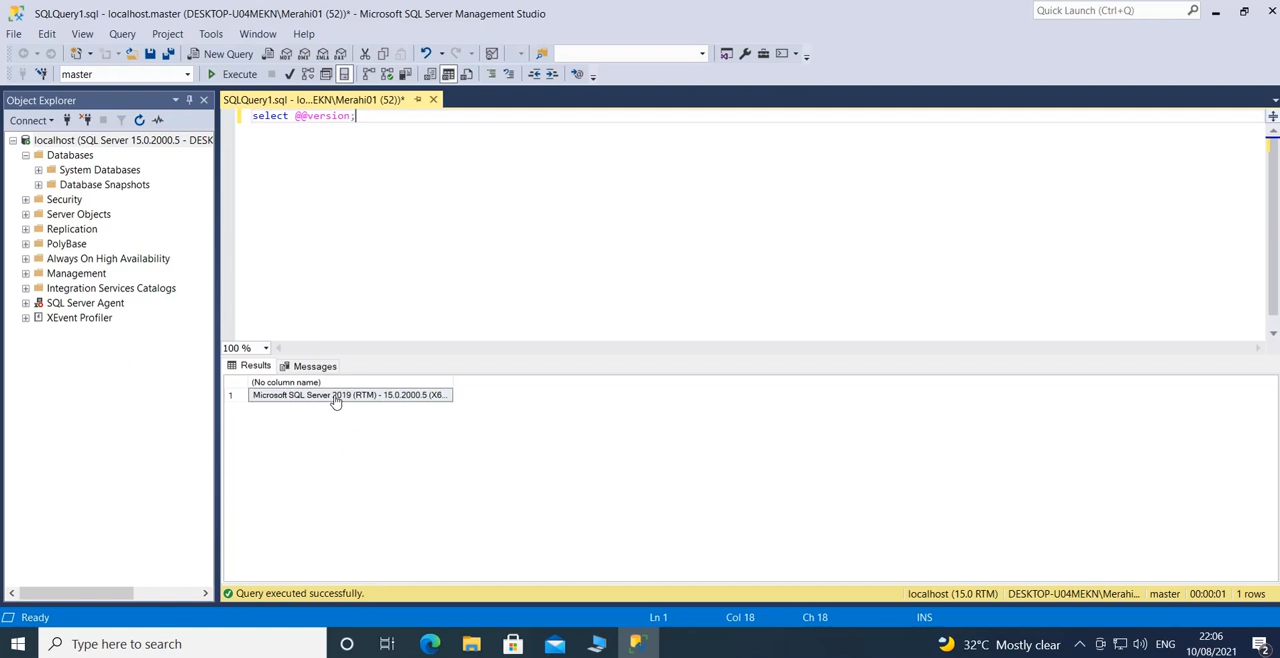 SQLQuery1.sql - localhost.master (DESKTOP-U04MEKN\Merahi01 (52))* - Microsoft SQL Server Management Studio
Quick Launch (Ctrl+Q)
File Edit View Query Project Tools Window Help
New Query
master
Execute
Object Explorer
SQLQuery1.sql - lo...EKN\Merahi01 (52))*
Connect
select @@version;
localhost (SQL Server 15.0.2000.5 - DESK
Databases
System Databases
Database Snapshots
Security
Server Objects
Replication
PolyBase
Always On High Availability
Management
Integration Services Catalogs
SQL Server Agent
XEvent Profiler
100 %
Results Messages
(No column name)
1 Microsoft SQL Server 2019 (RTM) - 15.0.2000.5 (X6...
Query executed successfully.
localhost (15.0 RTM) DESKTOP-U04MEKN\Merahi... master 00:00:01 1 rows
Ready Ln 1 Col 18 Ch 18 INS
Type here to search
32°C Mostly clear
ENG
22:06
10/08/2021
2